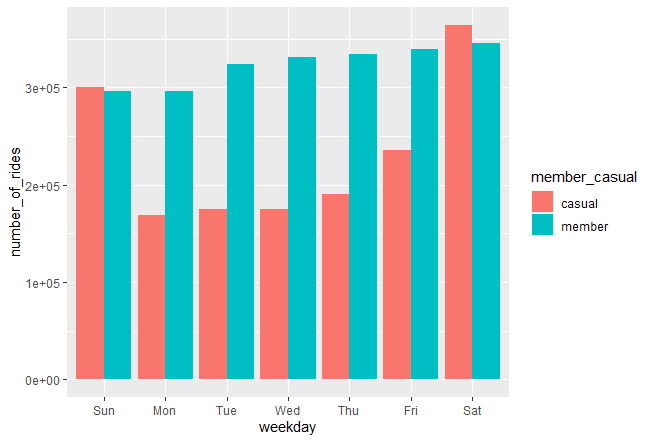 number_of_rides
3e+05
2e+05
1e+05
0e+00
Sun Mon Tue Wed Thu Fri Sat
weekday
member_casual
casual
member